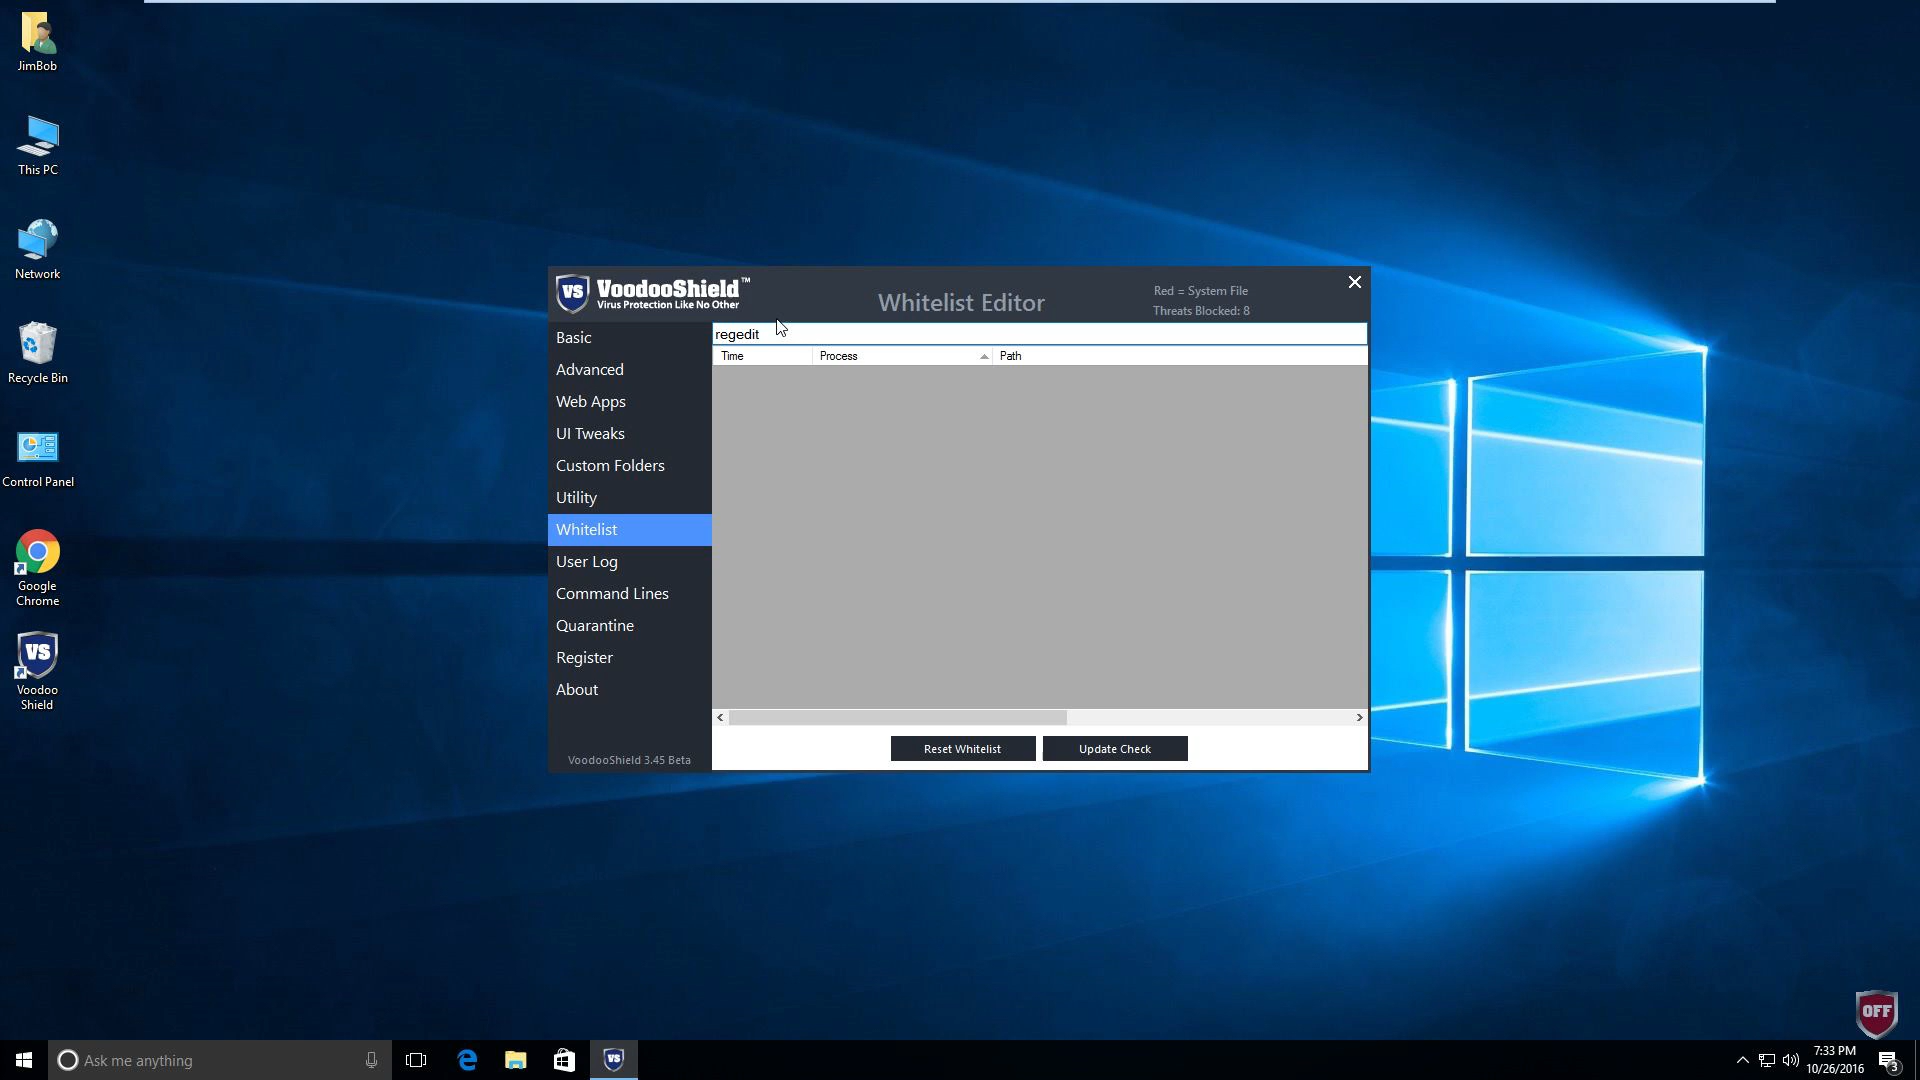 JimBob
This PC
Network
Recycle Bin
Control Panel
Google
Chrome
VS
Voodoo
Shield
VS
VoodooShield™
Virus Protection Like No Other
Whitelist Editor
Red = System File
Threats Blocked: 8
Basic
Advanced
Web Apps
UI Tweaks
Custom Folders
Utility
Whitelist
User Log
Command Lines
Quarantine
Register
About
VoodooShield 3.45 Beta
regedit
Time Process Path
Reset Whitelist Update Check
OFF
Ask me anything
VS
7:33 PM
10/26/2016
3